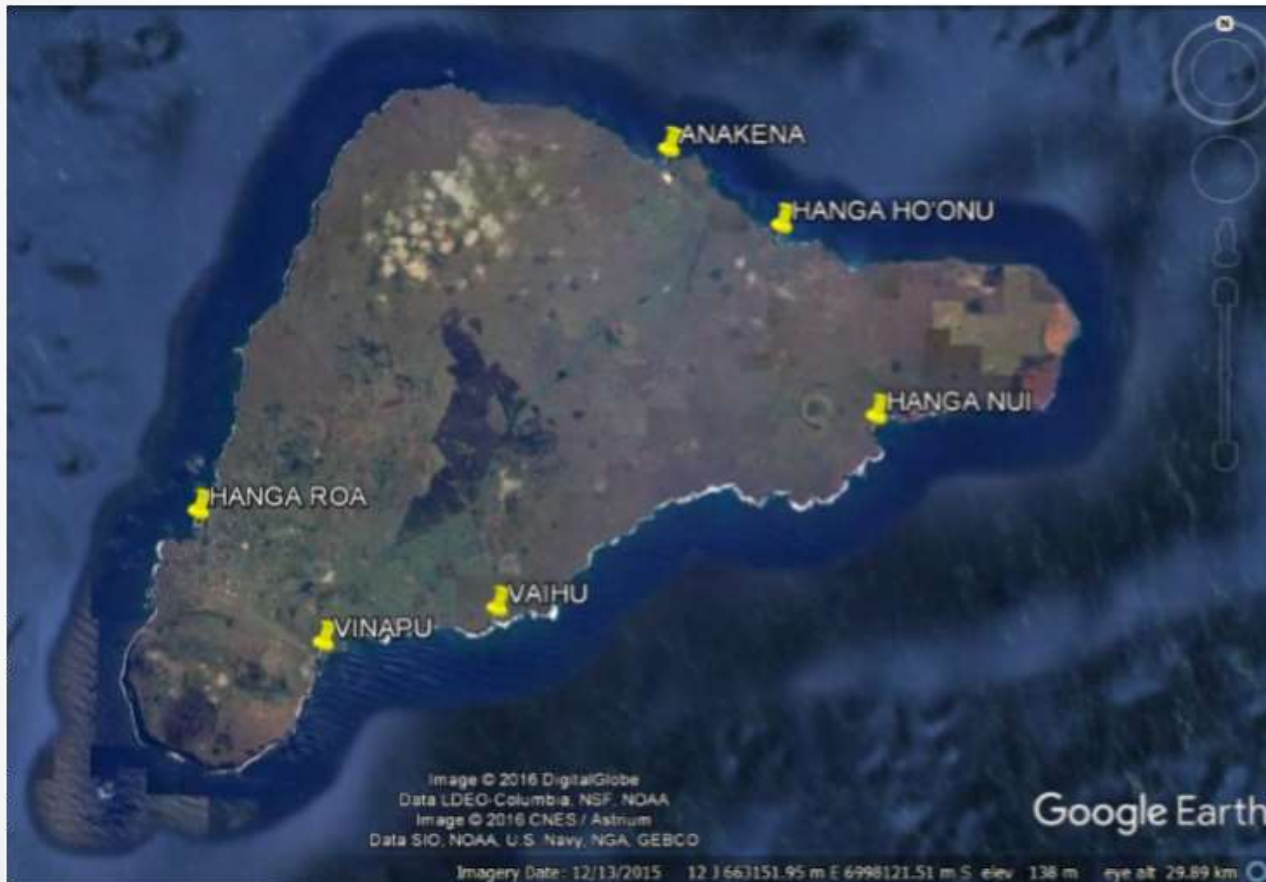 N
ANAKENA
HANGA HO'ONU
HANGA NUI
HANGA ROA
VAIHU
VINAPU
Image © 2016 DigitalGlobe
Data LDEO-Columbia, NSF, NOAA
Image © 2016 CNES / Astrium
Data SIO, NOAA, U.S. Navy, NGA, GEBCO
Google Earth
Imagery Date: 12/13/2015 12 J 663151.95 m E 6998121.51 m S elev 138 m eye alt 29.89 km